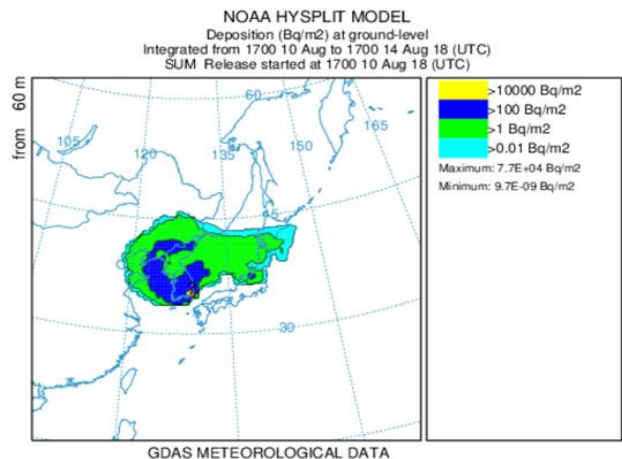 NOAA HYSPLIT MODEL
Deposition (Bq/m2) at ground-level
Integrated from 1700 10 Aug to 1700 14 Aug 18 (UTC)
SUM Release started at 1700 10 Aug 18 (UTC)
from 60 m
60
165
105
120
135
150
45
30
>10000 Bq/m2
>100 Bq/m2
>1 Bq/m2
>0.01 Bq/m2
Maximum: 7.7E+04 Bq/m2
Minimum: 9.7E-09 Bq/m2
GDAS METEOROLOGICAL DATA